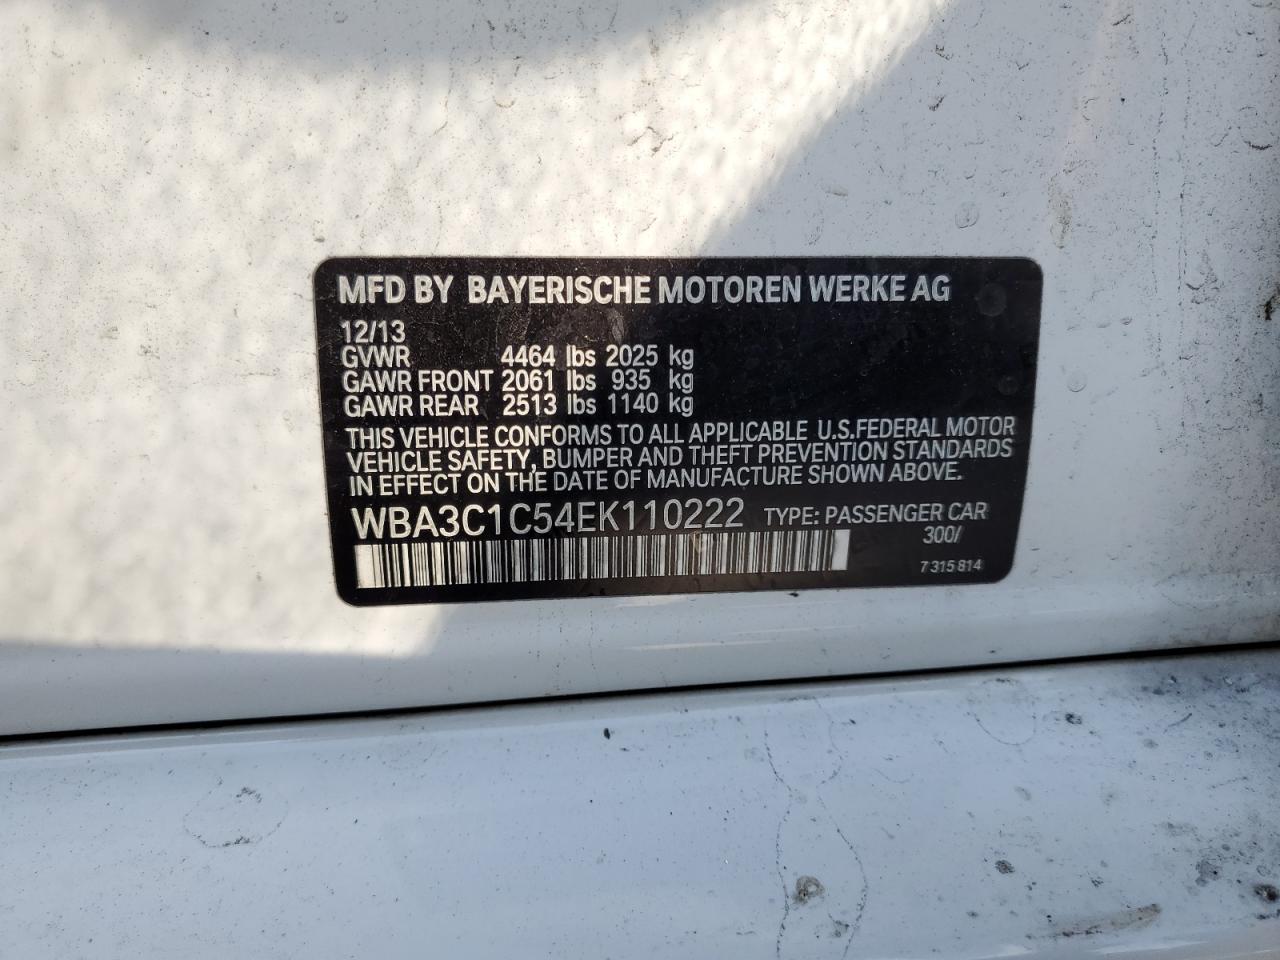 MFD BY BAYERISCHE MOTOREN WERKE AG
12/13
GVWR 4464 lbs 2025 kg
GAWR FRONT 2061 lbs 935 kg
GAWR REAR 2513 lbs 1140 kg
THIS VEHICLE CONFORMS TO ALL APPLICABLE U.S.FEDERAL MOTOR
VEHICLE SAFETY, BUMPER AND THEFT PREVENTION STANDARDS
IN EFFECT ON THE DATE OF MANUFACTURE SHOWN ABOVE.
WBA3C1C54EK110222 TYPE: PASSENGER CAR
300/
7 315 814